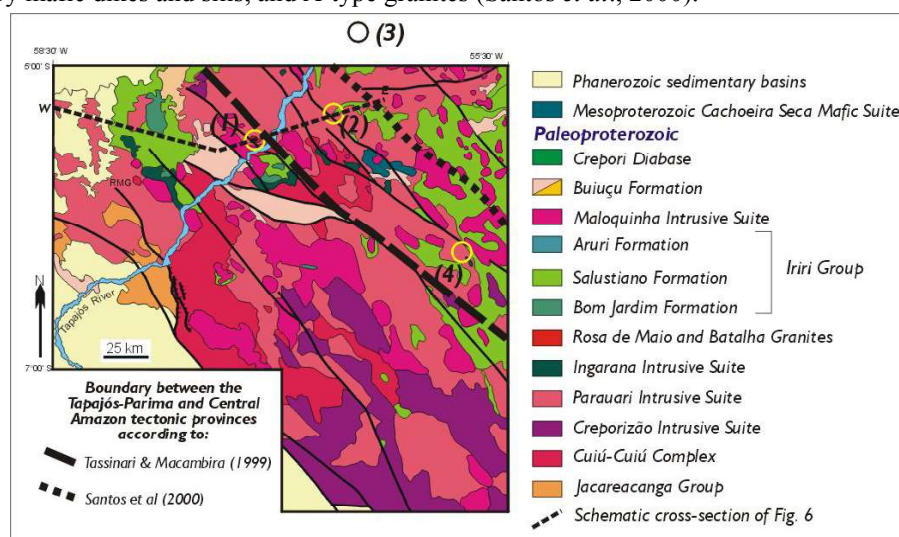 ry mafic dikes and sills, and A-type granites (Santos et al., 2000).
(3)
58'30' W
55'30' W
5'00' S
W
E
(1)
(2)
RMG
(4)
N
Tapajós River
25 km
7'00' S
Boundary between the
Tapajós-Parima and Central
Amazon tectonic provinces
according to:
Tassinari & Macambira (1999)
Santos et al (2000)
Phanerozoic sedimentary basins
Mesoproterozoic Cachoeira Seca Mafic Suite
Paleoproterozoic
Crepori Diabase
Buiuçu Formation
Maloquinha Intrusive Suite
Aruri Formation
Salustiano Formation
Bom Jardim Formation
Iriri Group
Rosa de Maio and Batalha Granites
Ingarana Intrusive Suite
Parauari Intrusive Suite
Creporizão Intrusive Suite
Cuiú-Cuiú Complex
Jacareacanga Group
Schematic cross-section of Fig. 6